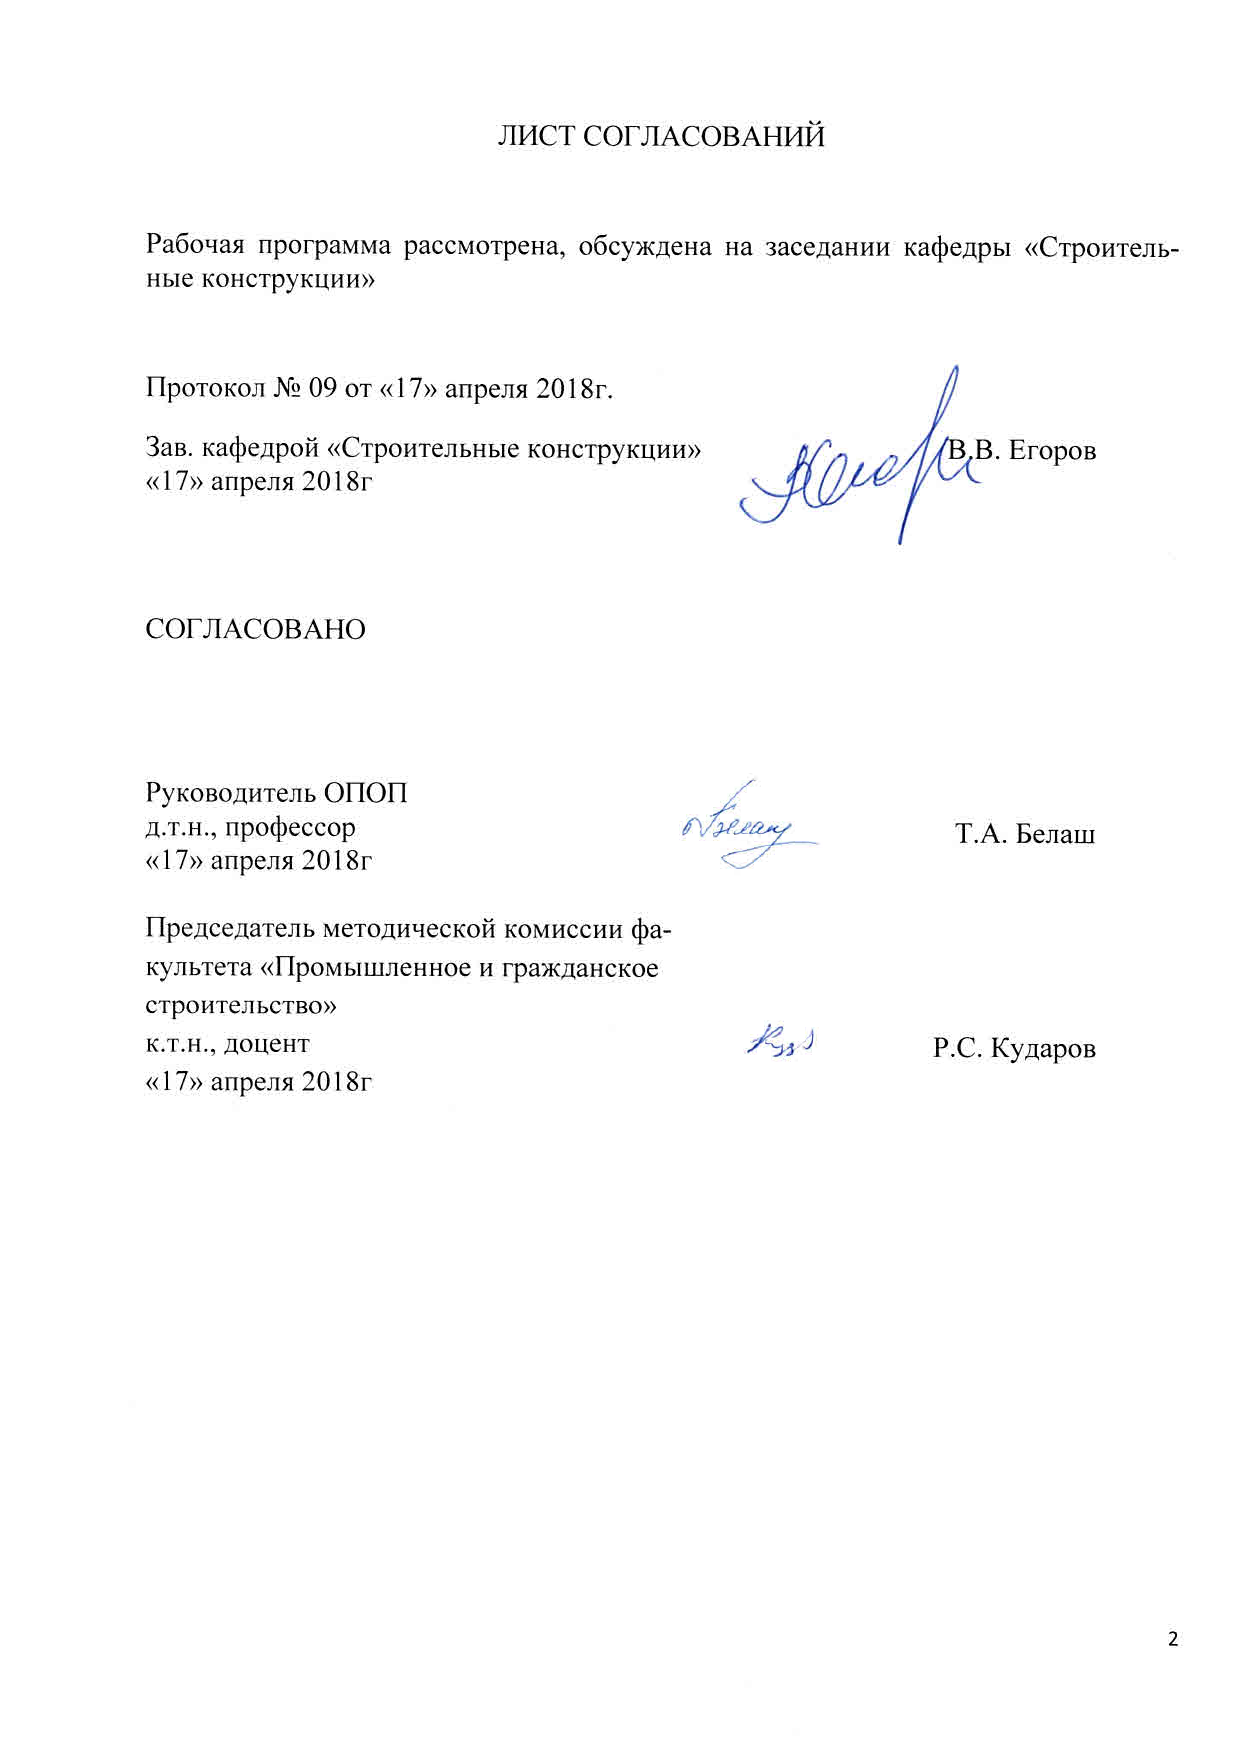 ЛИСТ СОГЛАСОВАНИЙ
Рабочая программа рассмотрена, обсуждена на заседании кафедры «Строитель-
ные конструкции»
Протокол № 09 от «17» апреля 2018г.
Зав. кафедрой «Строительные конструкции» В.В. Егоров
«17» апреля 2018г
СОГЛАСОВАНО
Руководитель ОПОП
д.т.н., профессор Т.А. Белаш
«17» апреля 2018г
Председатель методической комиссии фа-
культета «Промышленное и гражданское
строительство»
к.т.н., доцент Р.С. Кударов
«17» апреля 2018г
2